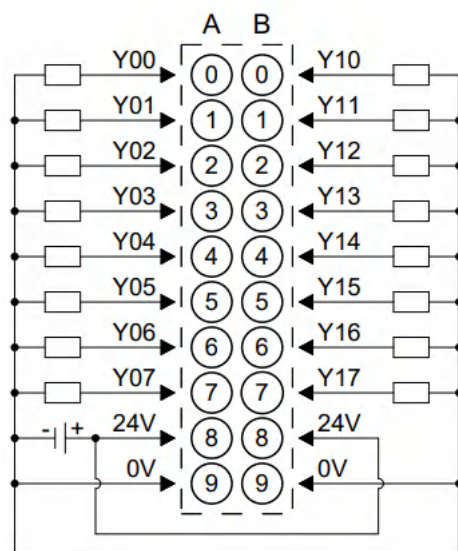 A B
Y00 0 0 Y10
Y01 1 1 Y11
Y02 2 2 Y12
Y03 3 3 Y13
Y04 4 4 Y14
Y05 5 5 Y15
Y06 6 6 Y16
Y07 7 7 Y17
- + 24V 8 8 24V
0V 9 9 0V